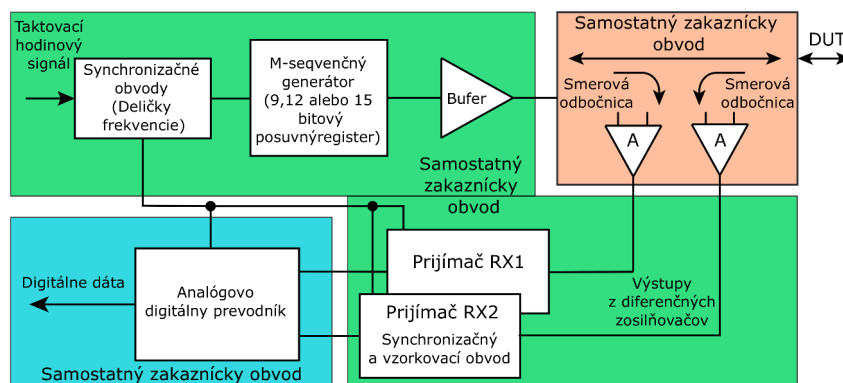 Taktovací
hodinový
signál
Synchronizačné
obvody
(Deličky
frekvencie)
M-seqvenčný
generátor
(9,12 alebo 15
bitový
posuvnýregister)
Bufer
Samostatný zakaznícky
obvod
DUT
Smerová
odbočnica
Smerová
odbočnica
A
A
Samostatný
zakaznícky
obvod
Prijímač RX1
Prijímač RX2
Synchronizačný
a vzorkovací obvod
Výstupy
z diferenčných
zosilňovačov
Digitálne dáta
Analógovo
digitálny prevodník
Samostatný zakaznícky obvod